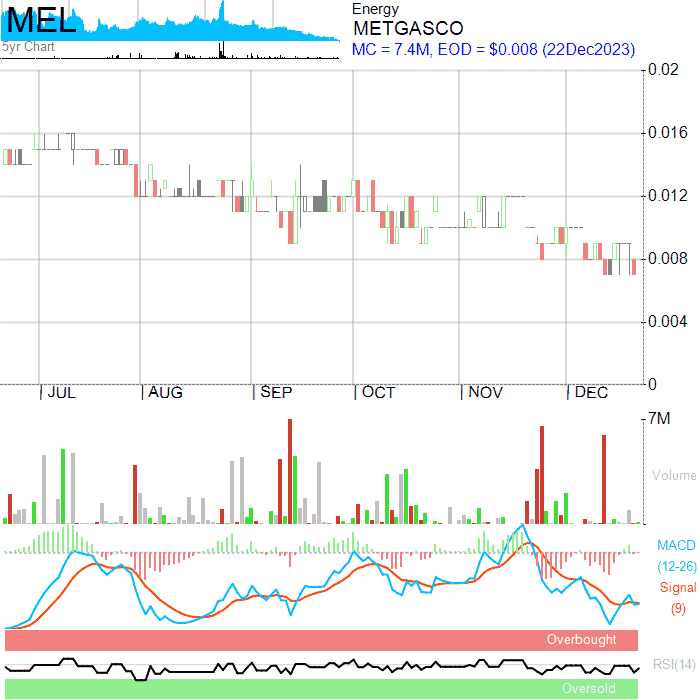 MEL
5yr Chart
Energy
METGASCO
MC = 7.4M, EOD = $0.008 (22Dec2023)
0.02
0.016
0.012
0.008
0.004
0
JUL AUG SEP OCT NOV DEC
7M
Volume
MACD
(12-26)
Signal
(9)
Overbought
RSI(14)
Oversold